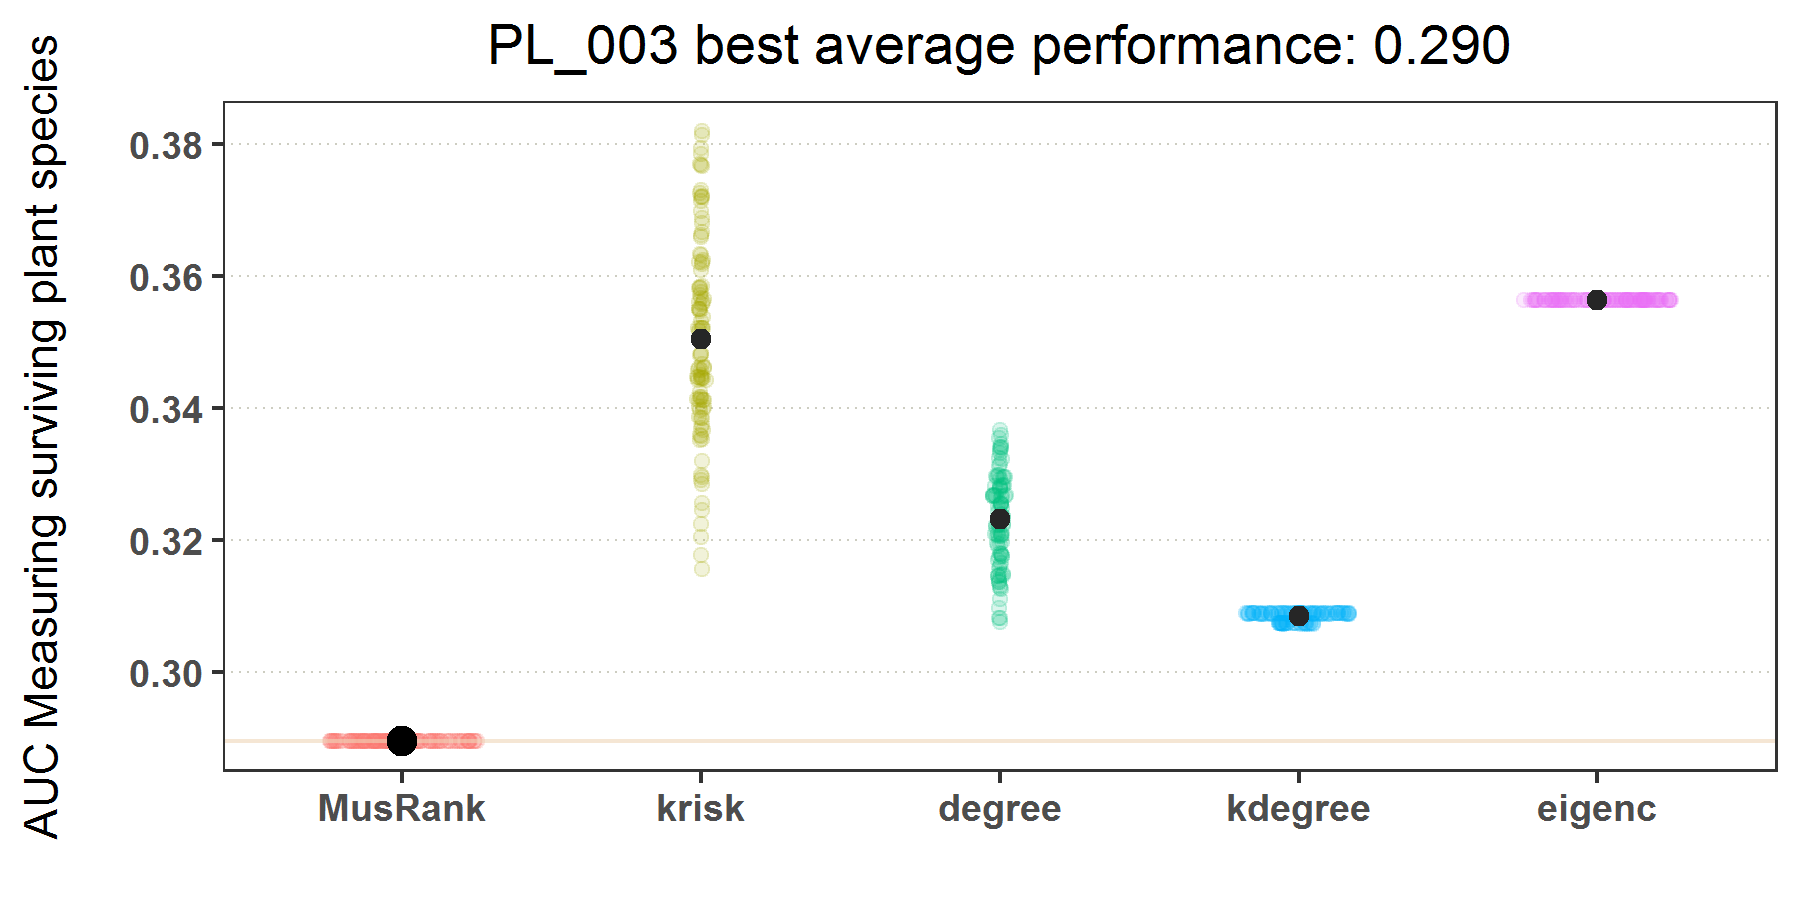 PL_003 best average performance: 0.290
AUC Measuring surviving plant species
0.38
0.36
0.34
0.32
0.30
MusRank krisk degree kdegree eigenc